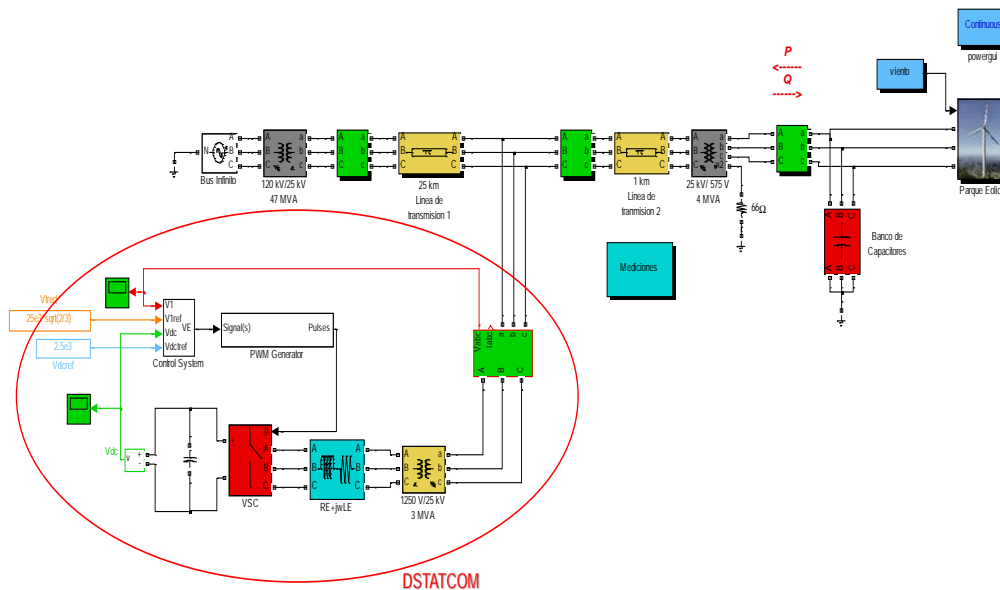 Continuous
powergui
P
<------
Q
------>
viento
Parque Eolic
A
B
C
N
Bus Infinito
A a
B b
C c
120 kV/25 kV
47 MVA
A a
B b
C c
A A
B B
C C
25 km
Linea de
transmision 1
A a
B b
C c
A A
B B
C C
1 km
Linea de
tranmision 2
A a
B b
C c
n2
25 kV/ 575 V
4 MVA
66Ω
A a
B b
C c
A B C
A B C
Banco de
Capacitores
Mediciones
V1
V1ref
Vdc
Vdctref
VE
Control System
25e3*sqrt(2/3)
2.5e3
Vdcref
Signal(s) Pulses
PWM Generator
Vabc
Iabc
a b c
A B C
Vdc
v
+
-
g
A
B
C
+
-
VSC
A A
B B
C C
RE+jwLE
A a
B b
C c
1250 V/25 kV
3 MVA
DSTATCOM